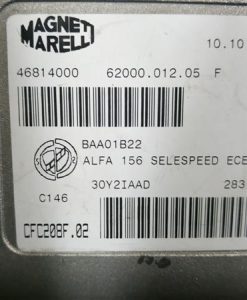 MAGNETI
MARELLI
10.10
46814000 62000.012.05 F
BAA01B22
ALFA 156 SELESPEED ECE
C146 30Y2IAAD 283
CFC208F.02